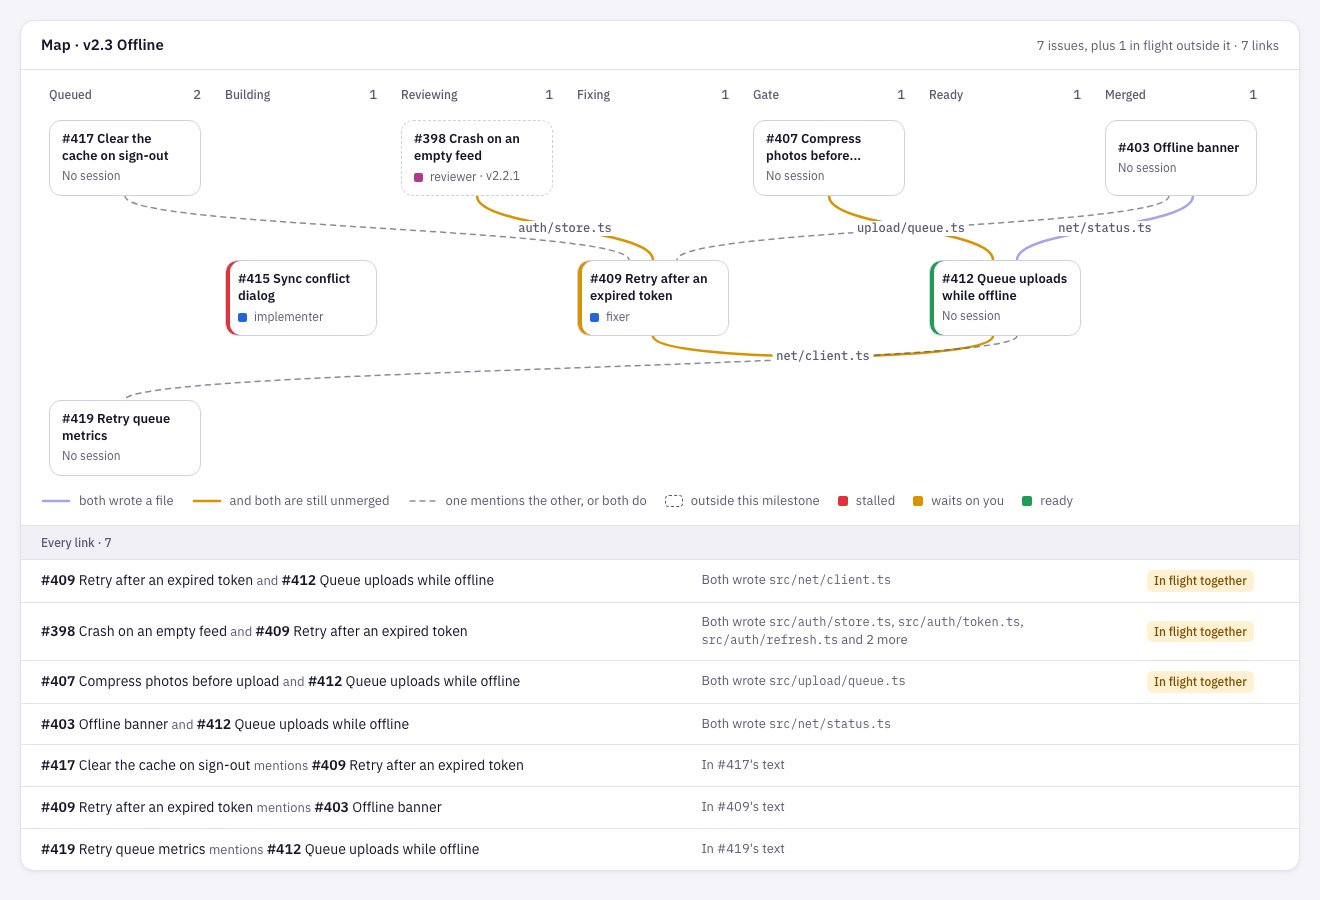 Map · v2.3 Offline
7 issues, plus 1 in flight outside it · 7 links
Queued 2
Building 1
Reviewing 1
Fixing 1
Gate 1
Ready 1
Merged 1
#417 Clear the
cache on sign-out
No session
#398 Crash on an
empty feed
reviewer · v2.2.1
#407 Compress
photos before…
No session
#403 Offline banner
No session
auth/store.ts
upload/queue.ts
net/status.ts
#415 Sync conflict
dialog
implementer
#409 Retry after an
expired token
fixer
#412 Queue uploads
while offline
No session
net/client.ts
#419 Retry queue
metrics
No session
both wrote a file
and both are still unmerged
one mentions the other, or both do
outside this milestone
stalled
waits on you
ready
Every link · 7
#409 Retry after an expired token and #412 Queue uploads while offline
Both wrote src/net/client.ts
In flight together
#398 Crash on an empty feed and #409 Retry after an expired token
Both wrote src/auth/store.ts, src/auth/token.ts,
src/auth/refresh.ts and 2 more
In flight together
#407 Compress photos before upload and #412 Queue uploads while offline
Both wrote src/upload/queue.ts
In flight together
#403 Offline banner and #412 Queue uploads while offline
Both wrote src/net/status.ts
#417 Clear the cache on sign-out mentions #409 Retry after an expired token
In #417's text
#409 Retry after an expired token mentions #403 Offline banner
In #409's text
#419 Retry queue metrics mentions #412 Queue uploads while offline
In #419's text